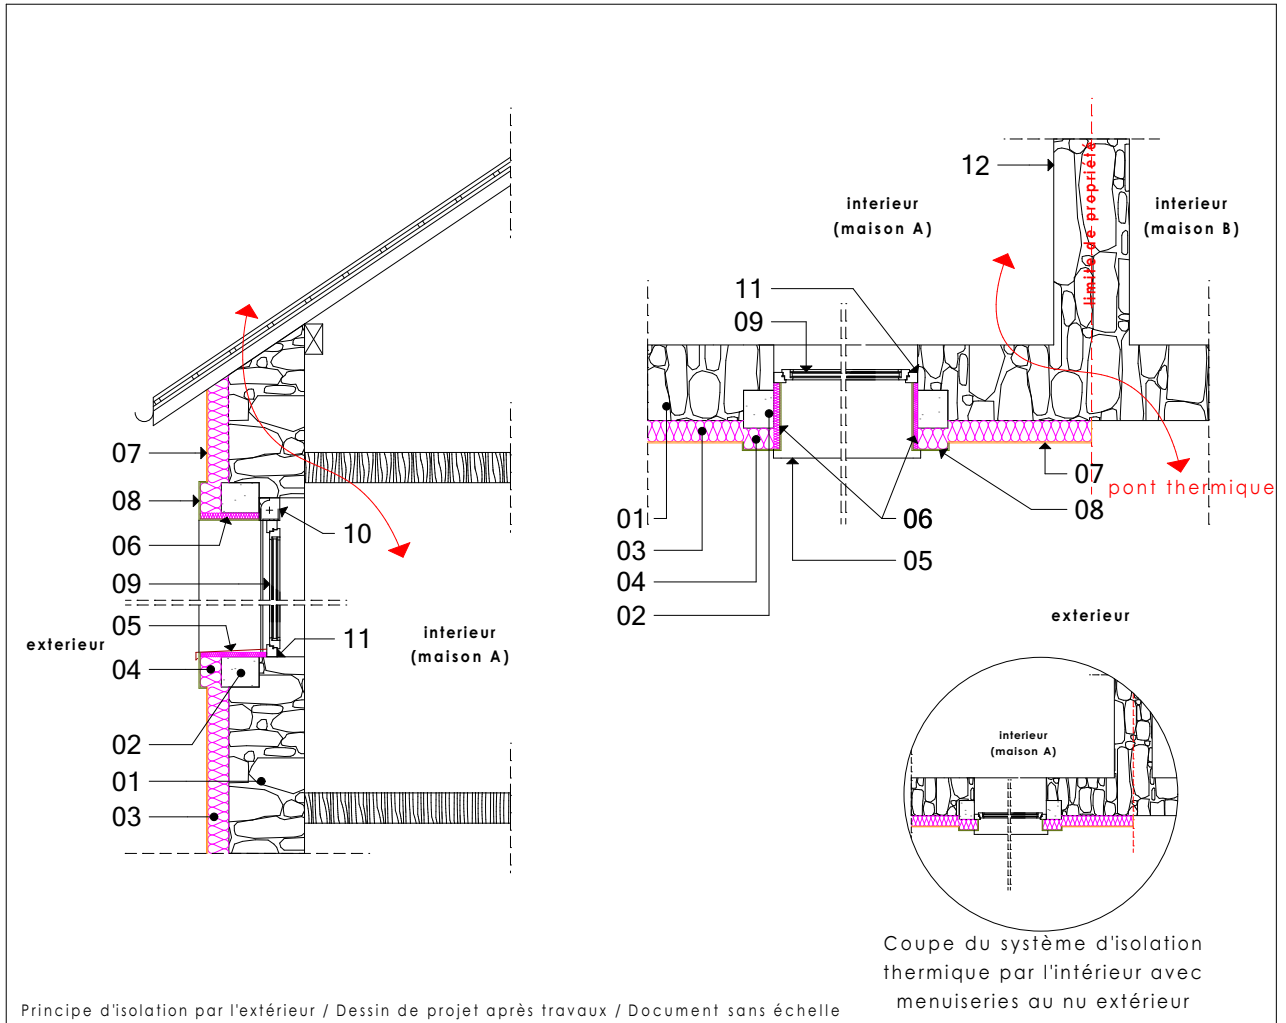 07
08
06
09
05
04
02
01
03
10
11
exterieur
interieur
(maison A)
12
interieur
(maison A)
limite de propriété
interieur
(maison B)
11
09
01
03
04
02
06
05
07
08
pont thermique
exterieur
interieur
(maison A)
Coupe du système d'isolation
thermique par l'intérieur avec
menuiseries au nu extérieur
Principe d'isolation par l'extérieur / Dessin de projet après travaux / Document sans échelle